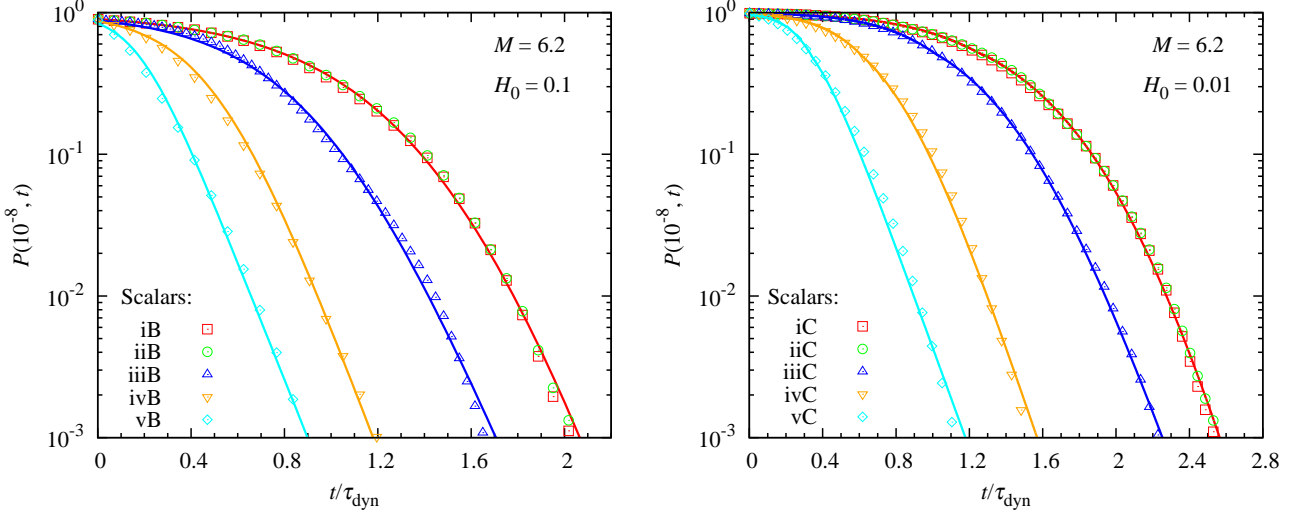 10^0
10^-1
10^-2
10^-3
P(10^-8, t)
M = 6.2
H_0 = 0.1
Scalars:
iB
iiB
iiiB
ivB
vB
0 0.4 0.8 1.2 1.6 2
t/τ_dyn
10^0
10^-1
10^-2
10^-3
P(10^-8, t)
M = 6.2
H_0 = 0.01
Scalars:
iC
iiC
iiiC
ivC
vC
0 0.4 0.8 1.2 1.6 2 2.4 2.8
t/τ_dyn